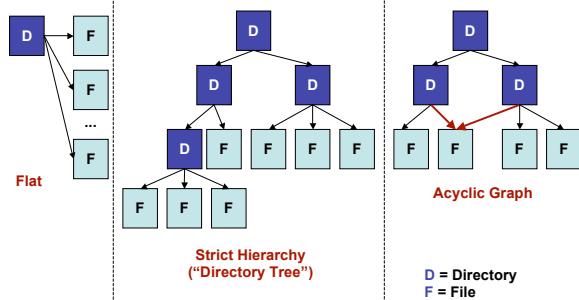 D
F
F
...
F
Flat
D
D
D
D
F
F
F
F
F
F
F
Strict Hierarchy
(“Directory Tree”)
D
D
D
F
F
F
F
Acyclic Graph
D = Directory
F = File